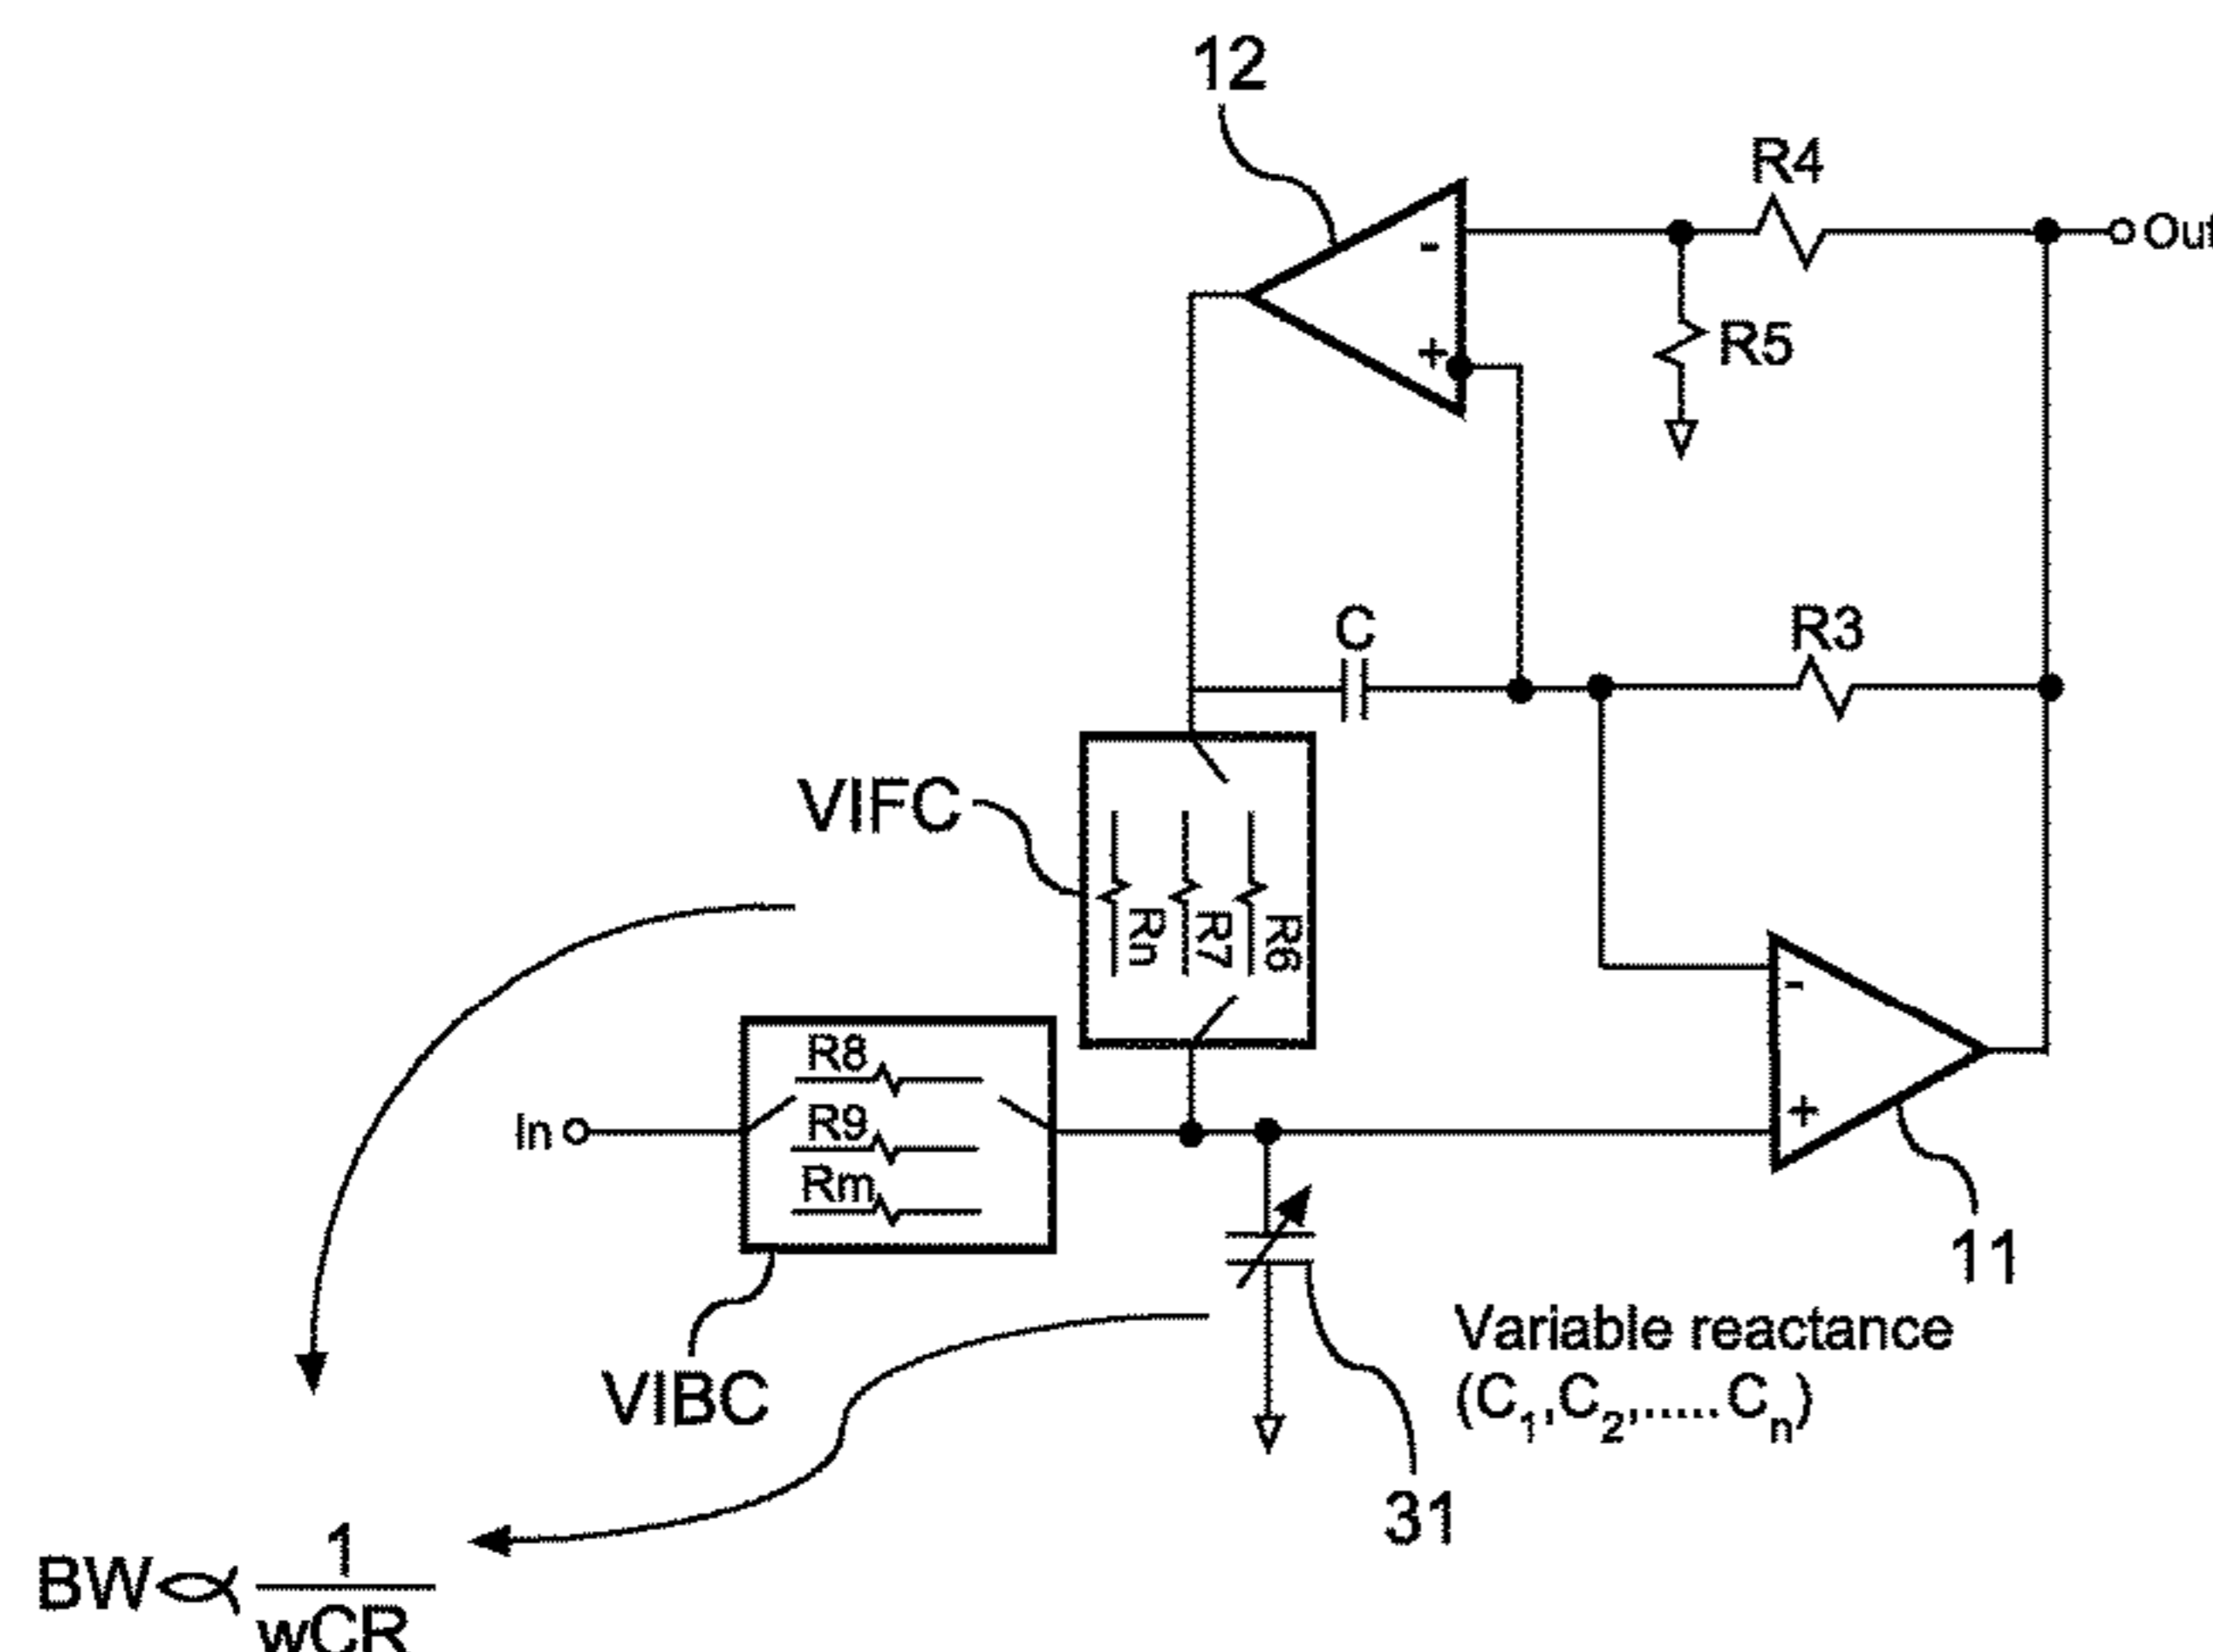 12
R4
- Out
R5
+
C
R3
VIFC
Rn R7 R6
-
R8
In R9
+
Rm
11
Variable reactance
VIBC (C1,C2,.....Cn)
31
BW∝ 1
wCR